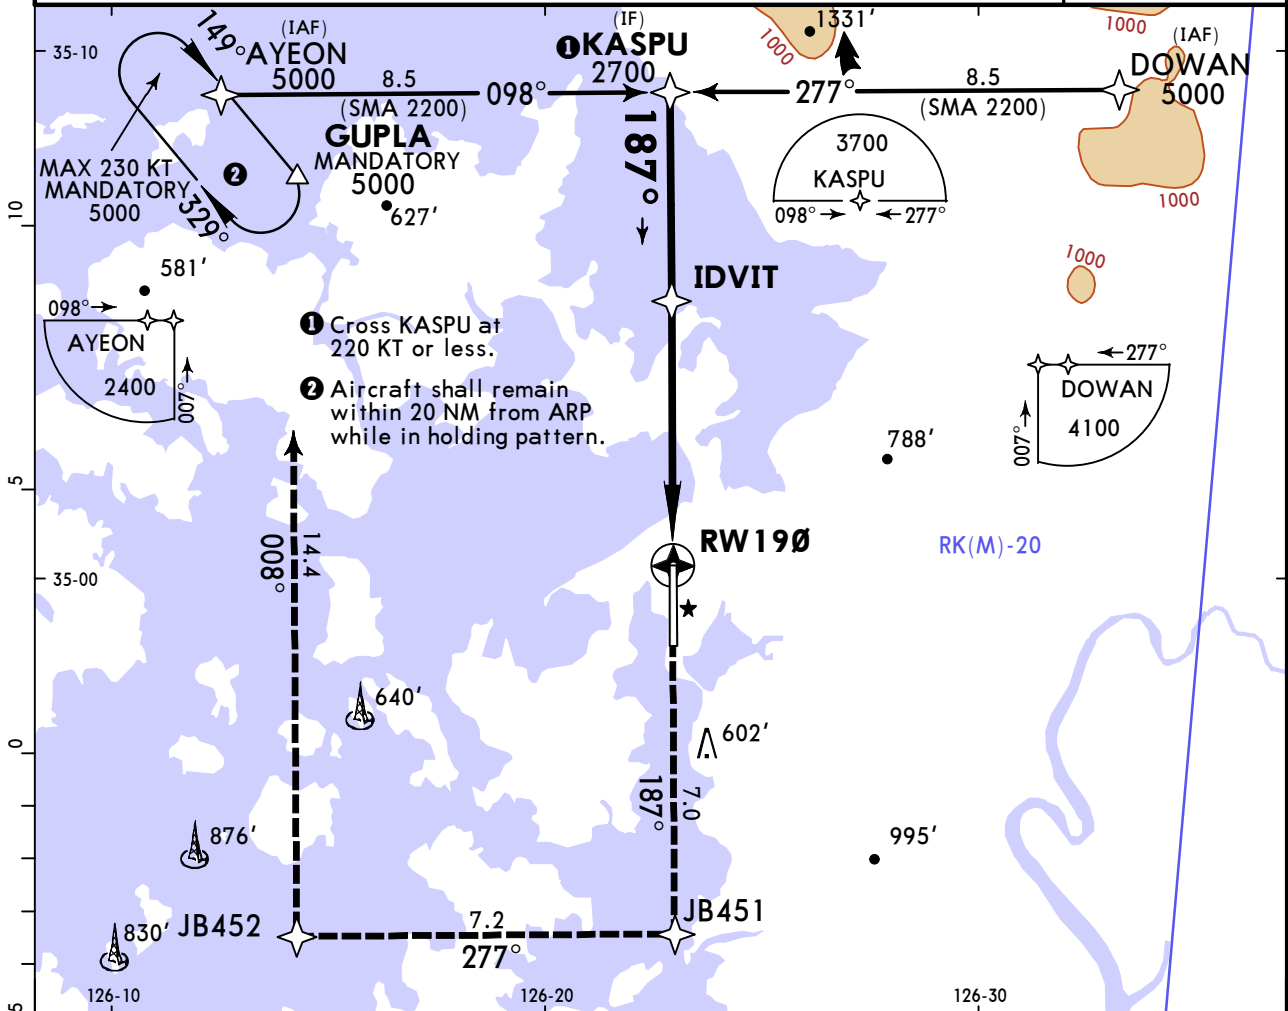 35-10
149°
(IAF)
AYEON
5000
8.5
098°
(SMA 2200)
(IF)
❶KASPU
2700
1331'
1000
1000
277°
8.5
(SMA 2200)
(IAF)
DOWAN
5000
MAX 230 KT
MANDATORY
5000
❷
329°
GUPLA
MANDATORY
5000
627'
187°
3700
KASPU
098° 277°
1000
10
581'
IDVIT
1000
098°
AYEON
2400
007°
❶ Cross KASPU at
220 KT or less.
❷ Aircraft shall remain
within 20 NM from ARP
while in holding pattern.
277°
DOWAN
4100
007°
788'
5
008°
14.4
RW19Ø
RK(M)-20
35-00
640'
602'
0
187°
7.0
876'
995'
830'
JB452
7.2
277°
JB451
126-10
126-20
126-30
5